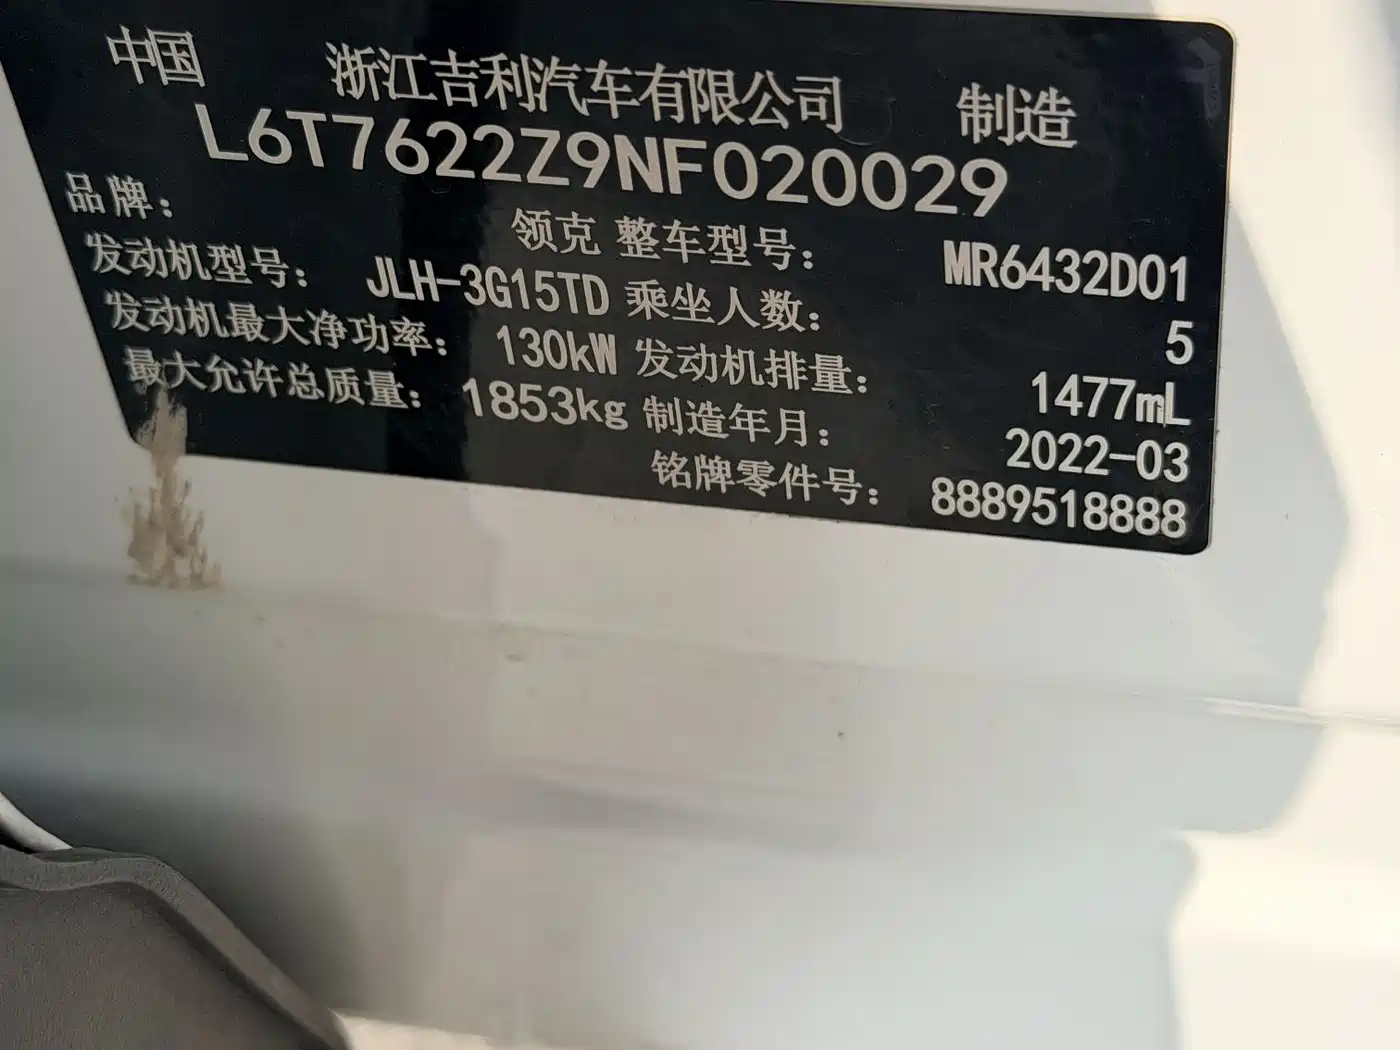 中国 浙江吉利汽车有限公司 制造
L6T7622Z9NF020029
品牌： 领克 整车型号： MR6432D01
发动机型号： JLH-3G15TD 乘坐人数： 5
发动机最大净功率： 130kW 发动机排量： 1477mL
最大允许总质量： 1853kg 制造年月： 2022-03
铭牌零件号： 8889518888